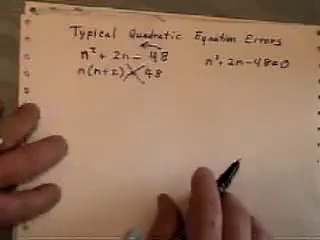 Typical Quadratic Equation Errors
n² + 2n = 48
n(n+2) = 48
n² + 2n - 48 = 0